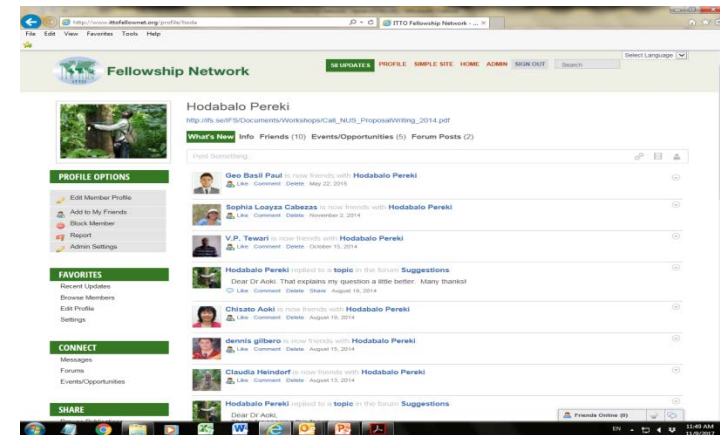 http://www.ittofellownet.org/profile/hoda
ITTO Fellowship Network - ...
File Edit View Favorites Tools Help
Select Language
Fellowship Network
58 UPDATES PROFILE SIMPLE SITE HOME ADMIN SIGN OUT Search
Hodabalo Pereki
http://ifs.se/IFS/Documents/Workshops/Call_NUS_ProposalWriting_2014.pdf
What's New Info Friends (10) Events/Opportunities (5) Forum Posts (2)
Post Something...
PROFILE OPTIONS
Edit Member Profile
Add to My Friends
Block Member
Report
Admin Settings
FAVORITES
Recent Updates
Browse Members
Edit Profile
Settings
CONNECT
Messages
Forums
Events/Opportunities
SHARE
Geo Basil Paul is now friends with Hodabalo Pereki
Like Comment Delete May 22, 2015
Sophia Loayza Cabezas is now friends with Hodabalo Pereki
Like Comment Delete November 2, 2014
V.P. Tewari is now friends with Hodabalo Pereki
Like Comment Delete October 15, 2014
Hodabalo Pereki replied to a topic in the forum Suggestions
Dear Dr Aoki. That explains my question a little better. Many thanks!
Like Comment Delete Share August 19, 2014
Chisato Aoki is now friends with Hodabalo Pereki
Like Comment Delete August 19, 2014
dennis gilbero is now friends with Hodabalo Pereki
Like Comment Delete August 15, 2014
Claudia Heindorf is now friends with Hodabalo Pereki
Like Comment Delete August 13, 2014
Hodabalo Pereki replied to a topic in the forum Suggestions
Dear Dr Aoki,
Friends Online (0)
EN
11:49 AM
11/9/2017